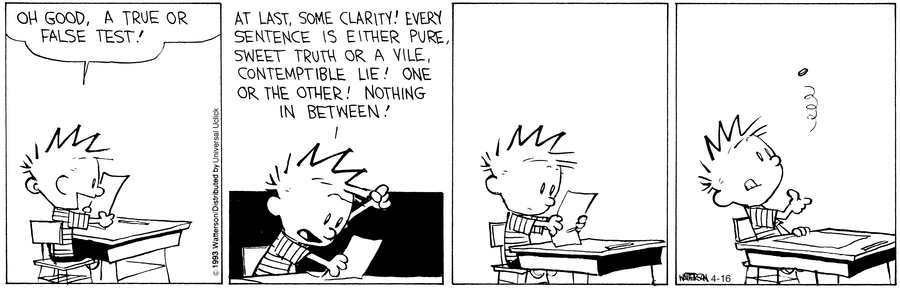 OH GOOD, A TRUE OR
FALSE TEST!
© 1993 Watterson/Distributed by Universal Uclick
AT LAST, SOME CLARITY! EVERY
SENTENCE IS EITHER PURE,
SWEET TRUTH OR A VILE,
CONTEMPTIBLE LIE! ONE
OR THE OTHER! NOTHING
IN BETWEEN!
WATTERSON 4-16